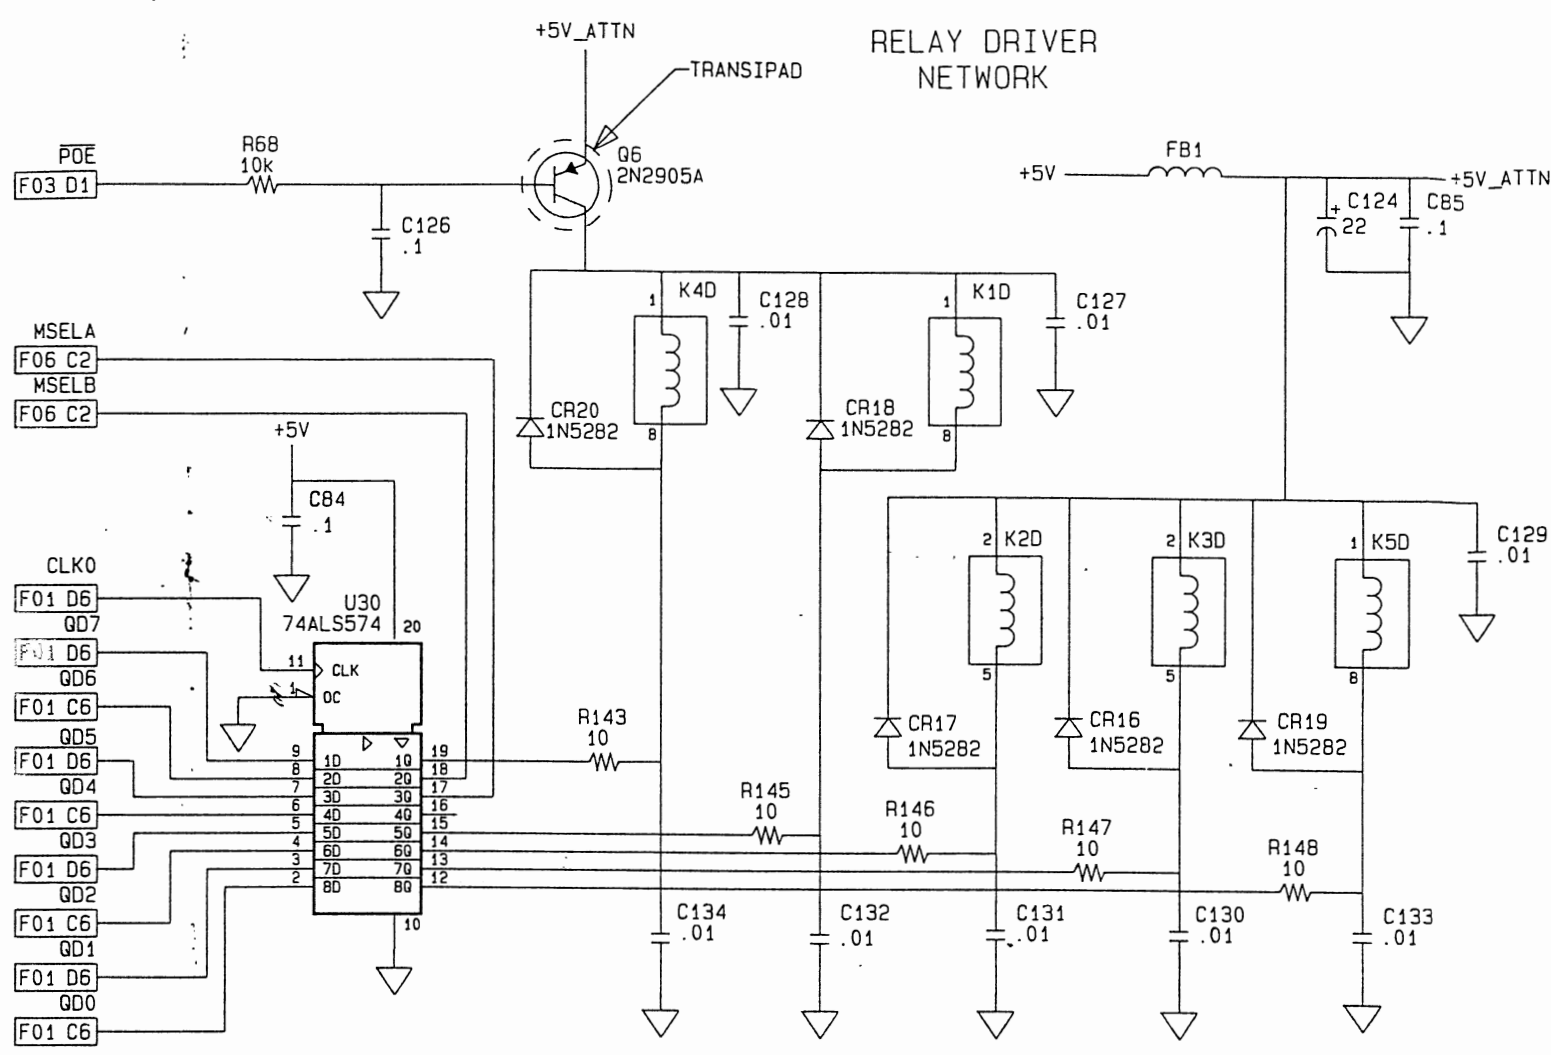 +5V_ATTN
RELAY DRIVER
NETWORK
TRANSIPAD
POE
F03 D1
R68
10k
Q6
2N2905A
C126
.1
FB1
+5V
+5V_ATTN
C124
22
+
C85
.1
MSELA
F06 C2
MSELB
F06 C2
K4D
1
8
C128
.01
K1D
1
8
C127
.01
CR20
1N5282
CR18
1N5282
+5V
C84
.1
CLK0
F01 D6
QD7
F01 D6
QD6
F01 C6
QD5
F01 D6
QD4
F01 C6
QD3
F01 D6
QD2
F01 C6
QD1
F01 D6
QD0
F01 C6
U30
74ALS574
20
11
CLK
1
OC
9 1D 1Q 19
8 2D 2Q 18
7 3D 3Q 17
6 4D 4Q 16
5 5D 5Q 15
4 6D 6Q 14
3 7D 7Q 13
2 8D 8Q 12
10
K2D
2
5
K3D
2
5
K5D
1
8
C129
.01
CR17
1N5282
CR16
1N5282
CR19
1N5282
R143
10
R145
10
R146
10
R147
10
R148
10
C134
.01
C132
.01
C131
.01
C130
.01
C133
.01